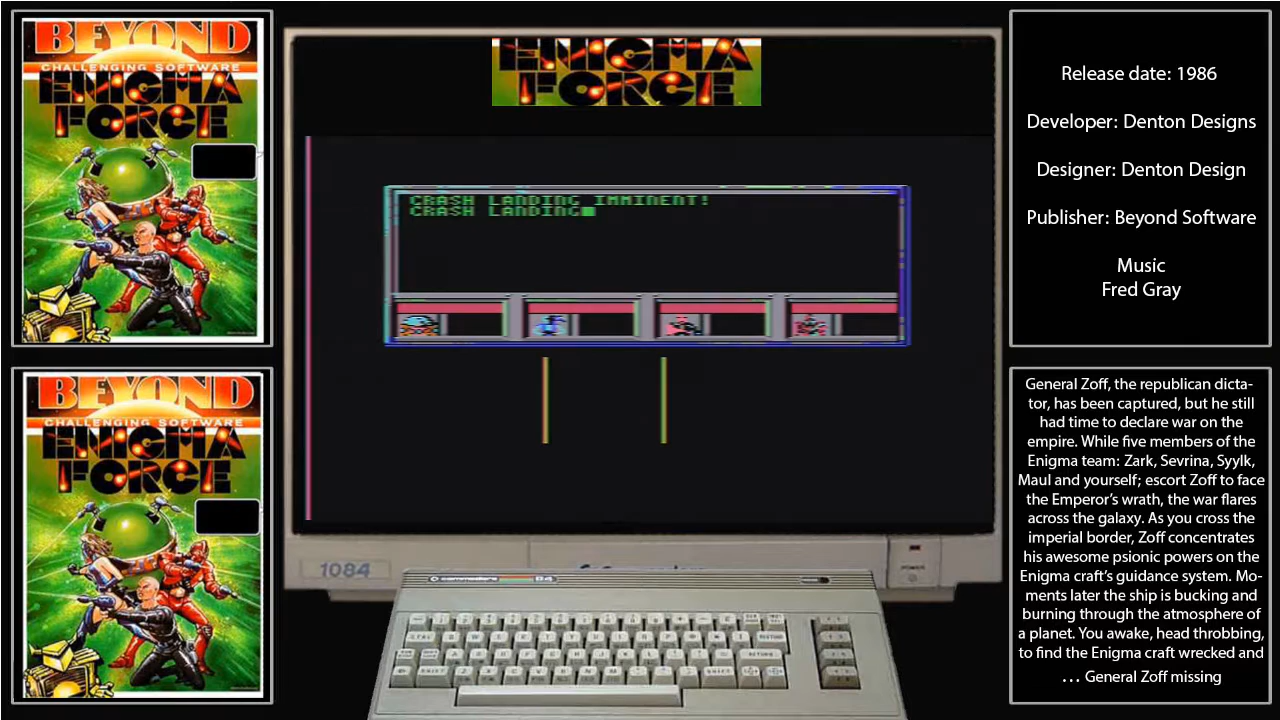 BEYOND
CHALLENGING SOFTWARE
ENIGMA
FORCE
BEYOND
CHALLENGING SOFTWARE
ENIGMA
FORCE
ENIGMA
FORCE
CRASH LANDING IMMINENT!
CRASH LANDING
1084
POWER
commodore 64
Release date: 1986
Developer: Denton Designs
Designer: Denton Design
Publisher: Beyond Software
Music
Fred Gray
General Zoff, the republican dicta-
tor, has been captured, but he still
had time to declare war on the
empire. While five members of the
Enigma team: Zark, Sevrina, Syylk,
Maul and yourself; escort Zoff to face
the Emperor's wrath, the war flares
across the galaxy. As you cross the
imperial border, Zoff concentrates
his awesome psionic powers on the
Enigma craft's guidance system. Mo-
ments later the ship is bucking and
burning through the atmosphere of
a planet. You awake, head throbbing,
to find the Enigma craft wrecked and
... General Zoff missing